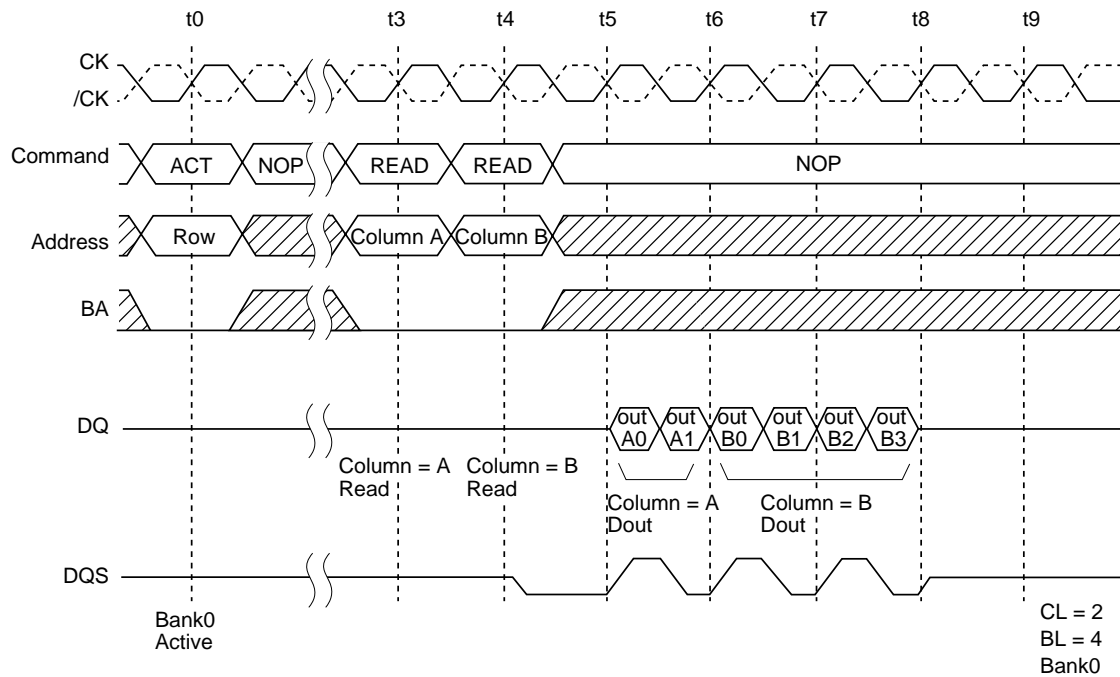 t0 t3 t4 t5 t6 t7 t8 t9
CK
/CK
Command ACT NOP READ READ NOP
Address Row Column A Column B
BA
DQ out A0 out A1 out B0 out B1 out B2 out B3
Column = A Read
Column = B Read
Column = A Dout
Column = B Dout
DQS
Bank0
Active
CL = 2
BL = 4
Bank0